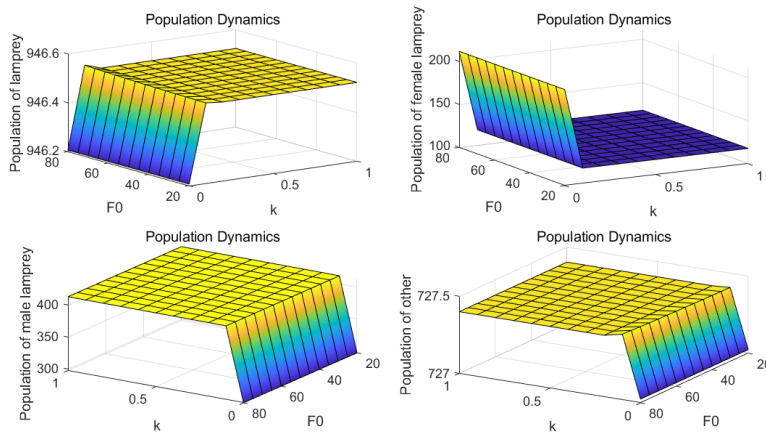 Population Dynamics
Population of lamprey
946.6
946.4
946.2
80
60
40
20
F0
0
0.5
1
k
Population Dynamics
Population of female lamprey
200
150
100
80
60
40
20
F0
0
0.5
1
k
Population Dynamics
Population of male lamprey
400
350
300
1
0.5
0
k
80
60
40
20
F0
Population Dynamics
Population of other
727.5
727
1
0.5
0
k
80
60
40
20
F0